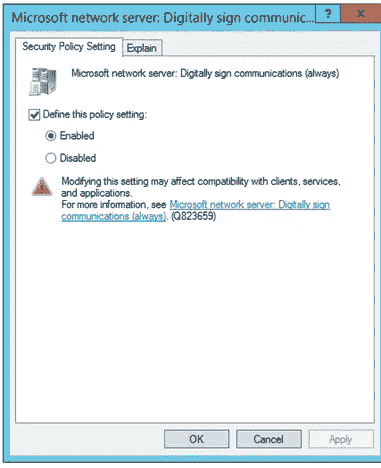 Microsoft network server: Digitally sign communic...
? x
Security Policy Setting Explain
Microsoft network server: Digitally sign communications (always)
Define this policy setting:
Enabled
Disabled
Modifying this setting may affect compatibility with clients, services,
and applications.
For more information, see Microsoft network server: Digitally sign
communications (always). (Q823659)
OK Cancel Apply